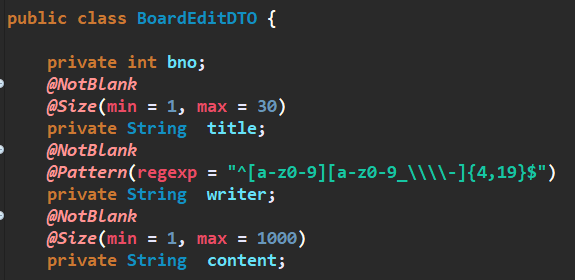 public class BoardEditDTO {
private int bno;
@NotBlank
@Size(min = 1, max = 30)
private String  title;
@NotBlank
@Pattern(regexp = "^[a-z0-9][a-z0-9_\\\\-]{4,19}$")
private String  writer;
@NotBlank
@Size(min = 1, max = 1000)
private String  content;